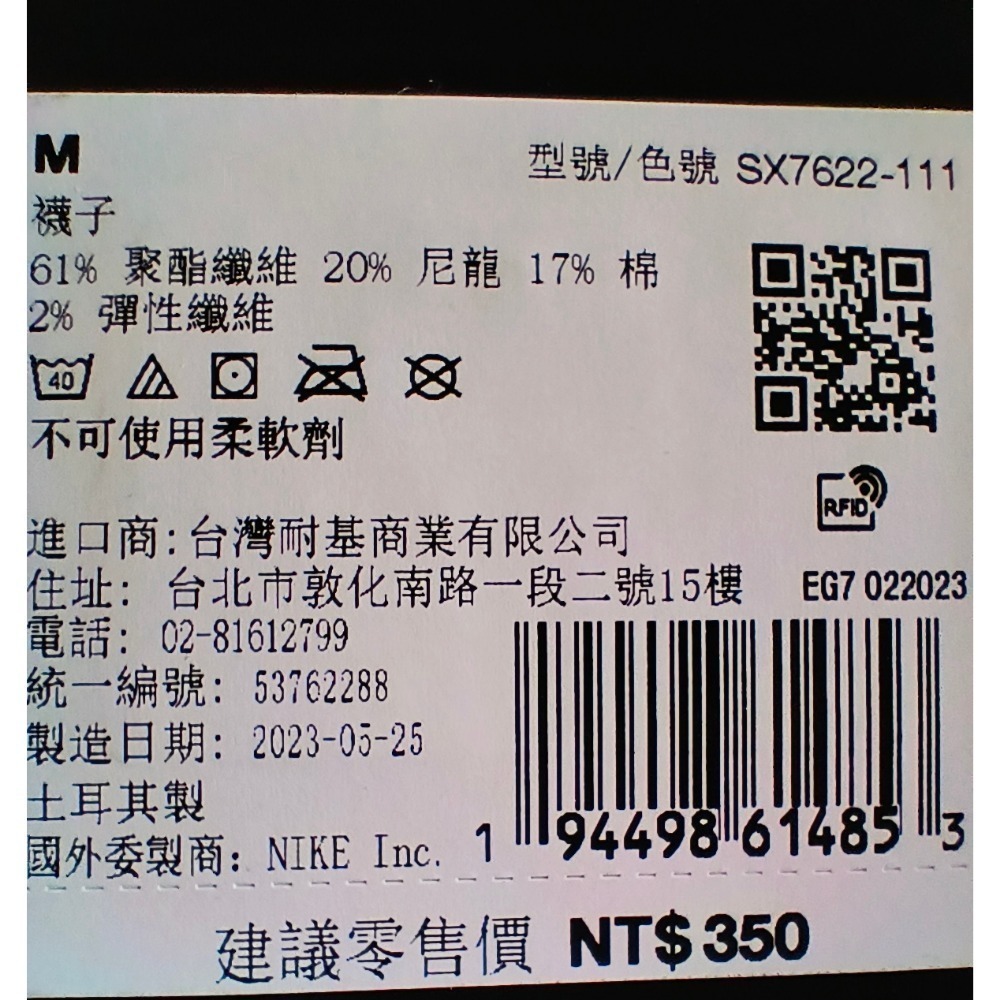 M
型號/色號 SX7622-111
襪子
61% 聚酯纖維 20% 尼龍 17% 棉
2% 彈性纖維
40
不可使用柔軟劑
RFID
進口商:台灣耐基商業有限公司
住址: 台北市敦化南路一段二號15樓
EG7 022023
電話: 02-81612799
統一編號: 53762288
製造日期: 2023-05-25
土耳其製
國外委製商: NIKE Inc.
1 94498 61485 3
建議零售價 NT$350